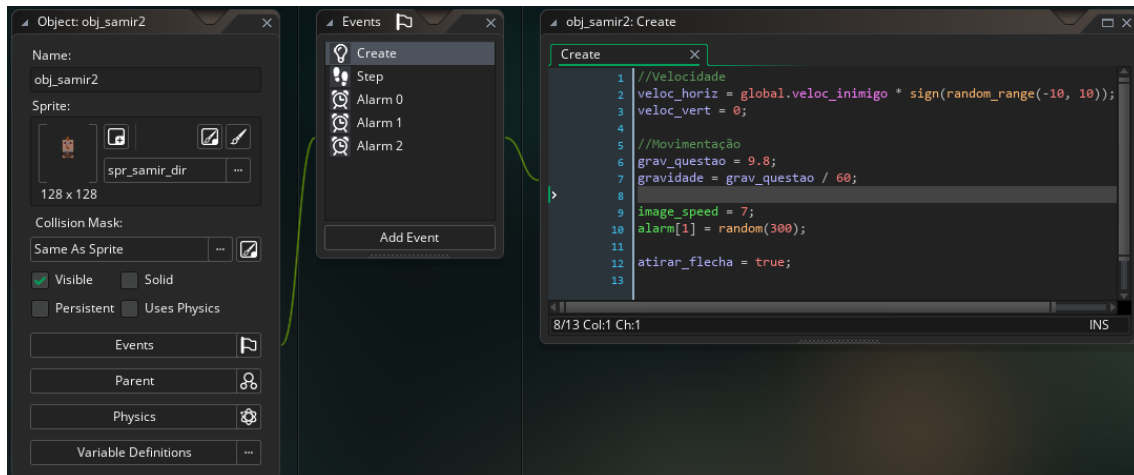 Object: obj_samir2
Name:
obj_samir2
Sprite:
spr_samir_dir
...
128 x 128
Collision Mask:
Same As Sprite
...
Visible
Solid
Persistent
Uses Physics
Events
Parent
Physics
Variable Definitions
...
Events
Create
Step
Alarm 0
Alarm 1
Alarm 2
Add Event
obj_samir2: Create
Create
1 //Velocidade
2 veloc_horiz = global.veloc_inimigo * sign(random_range(-10, 10));
3 veloc_vert = 0;
4
5 //Movimentação
6 grav_questao = 9.8;
7 gravidade = grav_questao / 60;
8
9 image_speed = 7;
10 alarm[1] = random(300);
11
12 atirar_flecha = true;
13
8/13 Col:1 Ch:1
INS